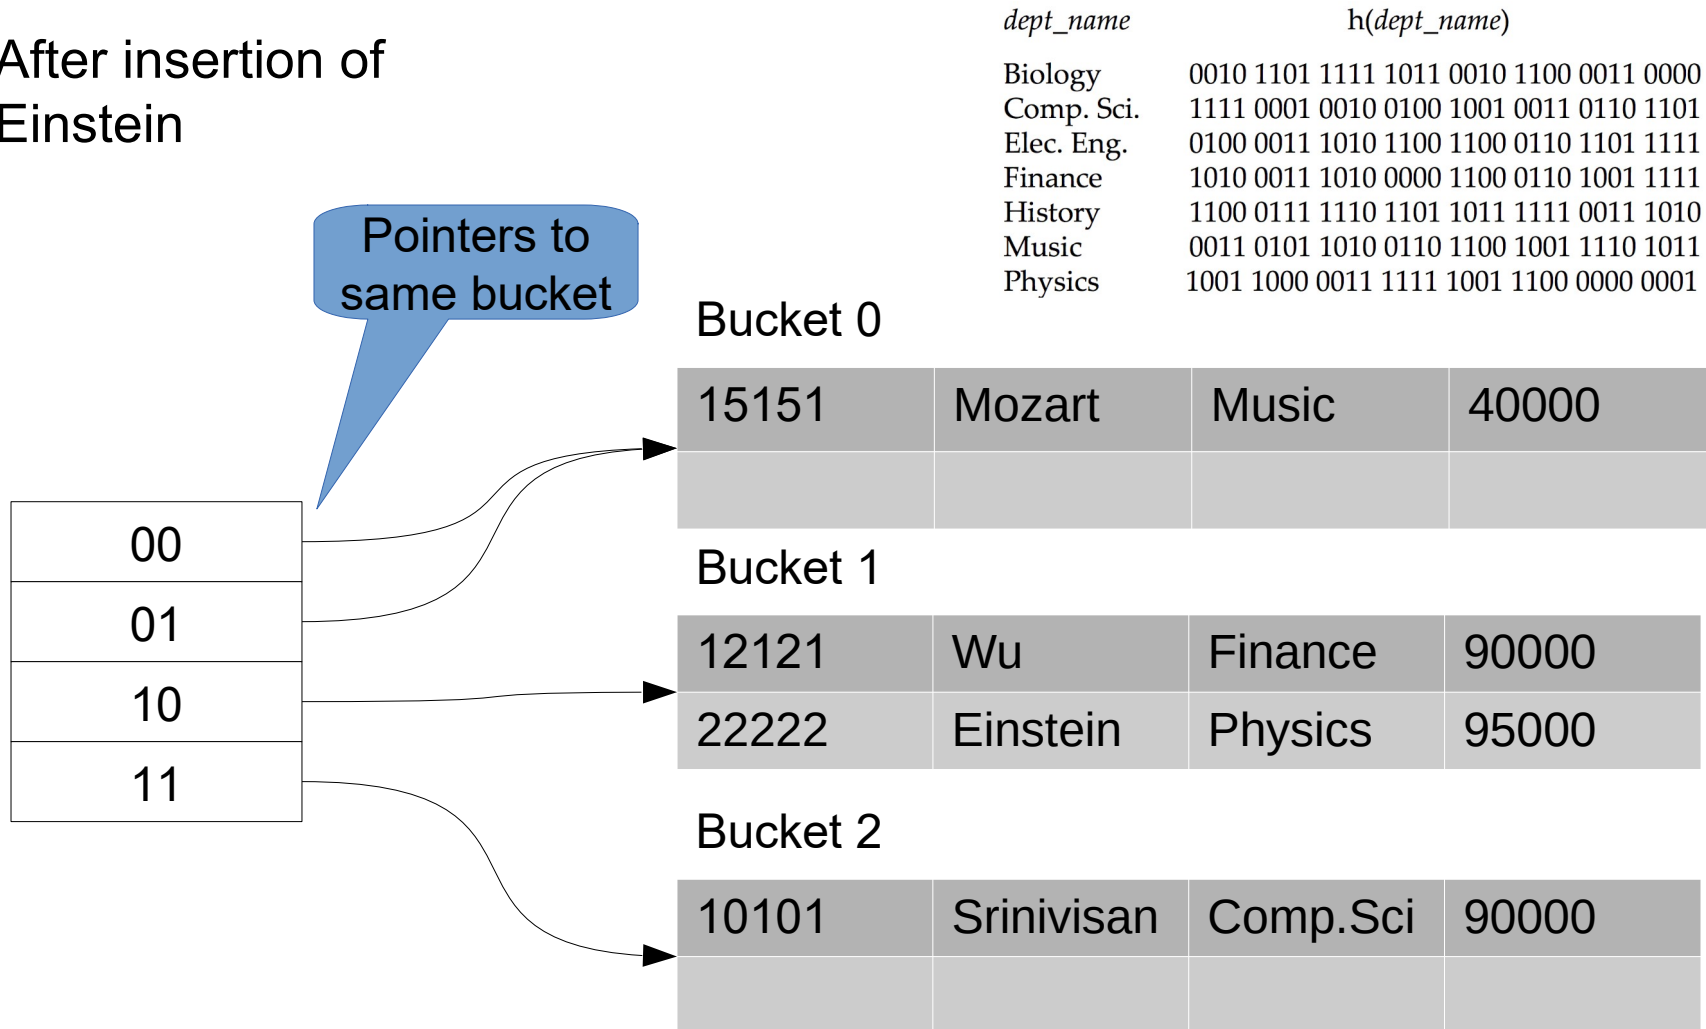 After insertion of
Einstein
dept_name h(dept_name)
Biology 0010 1101 1111 1011 0010 1100 0011 0000
Comp. Sci. 1111 0001 0010 0100 1001 0011 0110 1101
Elec. Eng. 0100 0011 1010 1100 1100 0110 1101 1111
Finance 1010 0011 1010 0000 1100 0110 1001 1111
History 1100 0111 1110 1101 1011 1111 0011 1010
Music 0011 0101 1010 0110 1100 1001 1110 1011
Physics 1001 1000 0011 1111 1001 1100 0000 0001
Pointers to
same bucket
00
01
10
11
Bucket 0
15151 Mozart Music 40000
Bucket 1
12121 Wu Finance 90000
22222 Einstein Physics 95000
Bucket 2
10101 Srinivisan Comp.Sci 90000